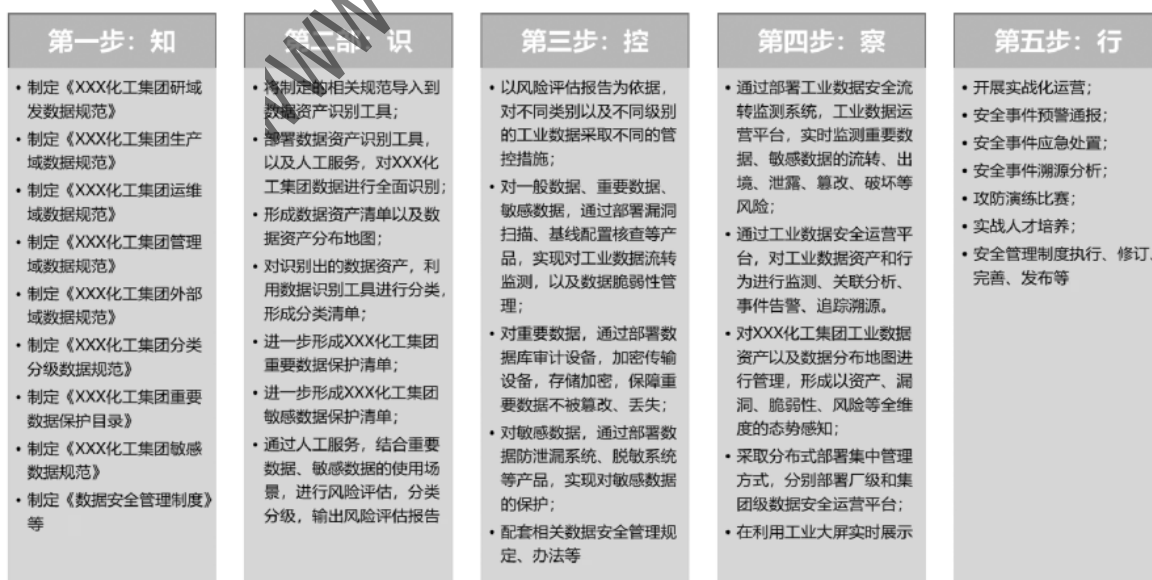 第一步：知
• 制定《XXX化工集团研域
发数据规范》
• 制定《XXX化工集团生产
域数据规范》
• 制定《XXX化工集团运维
域数据规范》
• 制定《XXX化工集团管理
域数据规范》
• 制定《XXX化工集团外部
域数据规范》
• 制定《XXX化工集团分类
分级数据规范》
• 制定《XXX化工集团重要
数据保护目录》
• 制定《XXX化工集团敏感
数据规范》
• 制定《数据安全管理制度》
等
第二部：识
• 将制定的相关规范导入到
数据资产识别工具；
• 部署数据资产识别工具，
以及人工服务，对XXX化
工集团数据进行全面识别；
• 形成数据资产清单以及数
据资产分布地图；
• 对识别出的数据资产，利
用数据识别工具进行分类，
形成分类清单；
• 进一步形成XXX化工集团
重要数据保护清单；
• 进一步形成XXX化工集团
敏感数据保护清单；
• 通过人工服务，结合重要
数据、敏感数据的使用场
景，进行风险评估，分类
分级，输出风险评估报告
第三步：控
• 以风险评估报告为依据，
对不同类别以及不同级别
的工业数据采取不同的管
控措施；
• 对一般数据、重要数据、
敏感数据，通过部署漏洞
扫描、基线配置核查等产
品，实现对工业数据流转
监测，以及数据脆弱性管
理；
• 对重要数据，通过部署数
据库审计设备，加密传输
设备，存储加密，保障重
要数据不被篡改、丢失；
• 对敏感数据，通过部署数
据防泄漏系统、脱敏系统
等产品，实现对敏感数据
的保护；
• 配套相关数据安全管理规
定、办法等
第四步：察
• 通过部署工业数据安全流
转监测系统，工业数据运
营平台，实时监测重要数
据、敏感数据的流转、出
境、泄露、篡改、破坏等
风险；
• 通过工业数据安全运营平
台，对工业数据资产和行
为进行监测、关联分析、
事件告警、追踪溯源。
• 对XXX化工集团工业数据
资产以及数据分布地图进
行管理，形成以资产、漏
洞、脆弱性、风险等全维
度的态势感知；
• 采取分布式部署集中管理
方式，分别部署厂级和集
团级数据安全运营平台；
• 在利用工业大屏实时展示
第五步：行
• 开展实战化运营；
• 安全事件预警通报；
• 安全事件应急处置；
• 安全事件溯源分析；
• 攻防演练比赛；
• 实战人才培养；
• 安全管理制度执行、修订、
完善、发布等
WWW